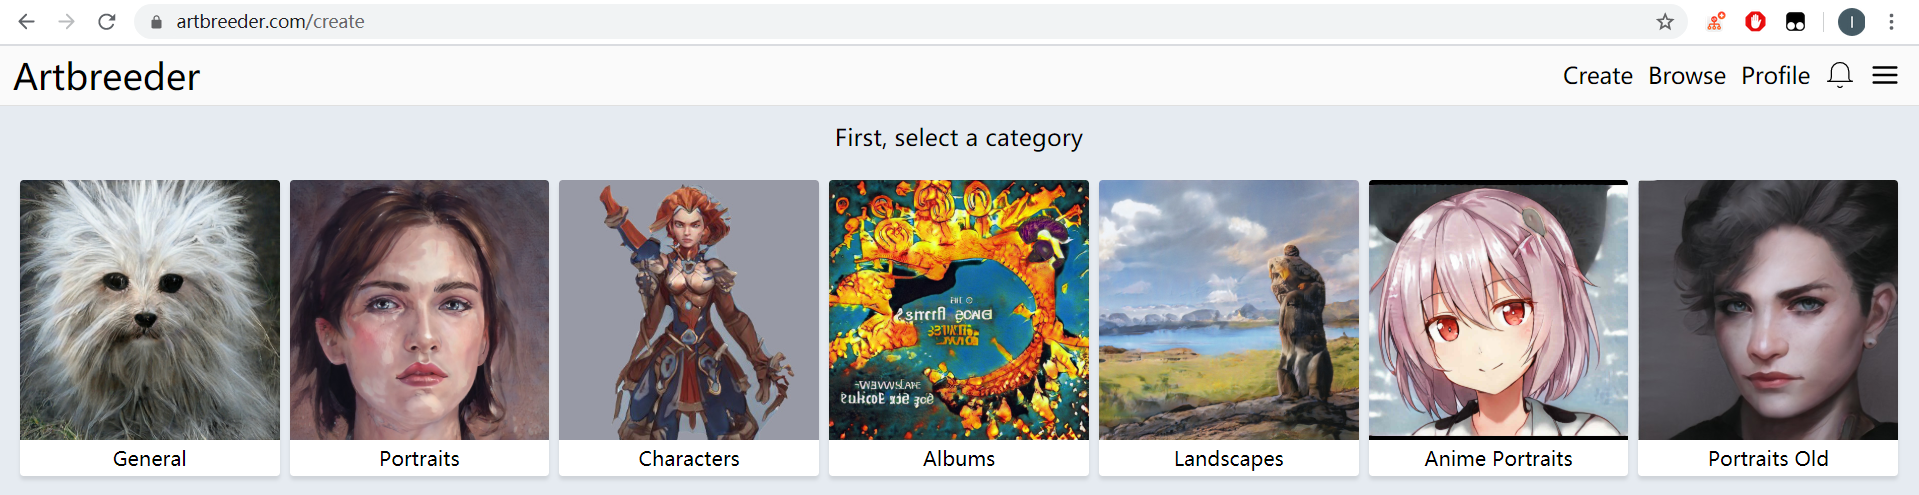 artbreeder.com/create
I
Artbreeder
Create Browse Profile
First, select a category
General
Portraits
Characters
Albums
Landscapes
Anime Portraits
Portraits Old